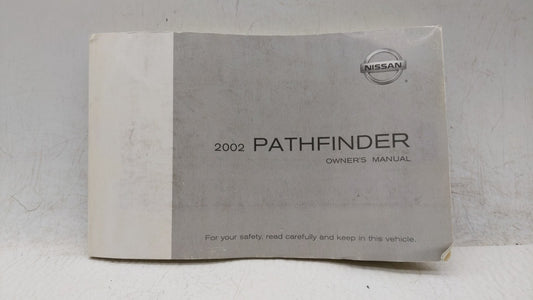 NISSAN
2002 PATHFINDER
OWNER'S MANUAL
For your safety, read carefully and keep in this vehicle.